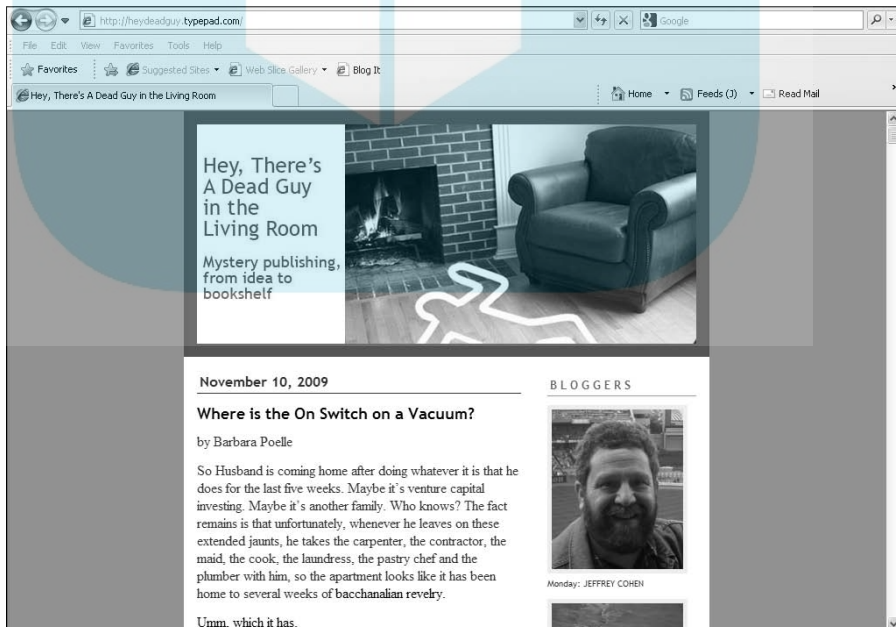 http://heydeadguy.typepad.com/
Google
File Edit View Favorites Tools Help
Favorites Suggested Sites Web Slice Gallery Blog It
Hey, There's A Dead Guy in the Living Room
Home Feeds (J) Read Mail
Hey, There's
A Dead Guy
in the
Living Room
Mystery publishing,
from idea to
bookshelf
November 10, 2009
Where is the On Switch on a Vacuum?
by Barbara Poelle
So Husband is coming home after doing whatever it is that he
does for the last five weeks. Maybe it's venture capital
investing. Maybe it's another family. Who knows? The fact
remains is that unfortunately, whenever he leaves on these
extended jaunts, he takes the carpenter, the contractor, the
maid, the cook, the laundress, the pastry chef and the
plumber with him, so the apartment looks like it has been
home to several weeks of bacchanalian revelry.
Umm, which it has.
BLOGGERS
Monday: JEFFREY COHEN